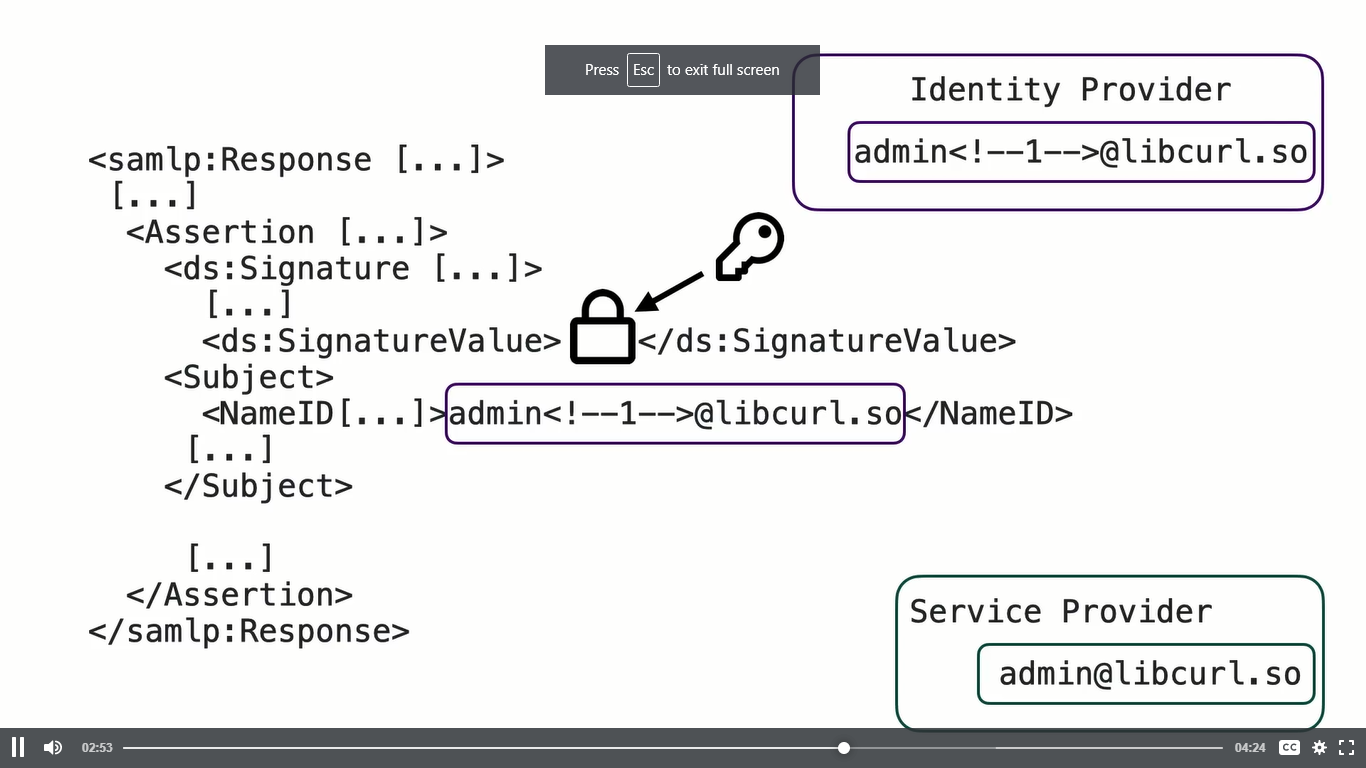 Press Esc to exit full screen
Identity Provider
admin<!--1-->@libcurl.so
<samlp:Response [...]>
[...]
<Assertion [...]>
<ds:Signature [...]>
[...]
<ds:SignatureValue> </ds:SignatureValue>
<Subject>
<NameID[...]>admin<!--1-->@libcurl.so</NameID>
[...]
</Subject>
[...]
</Assertion>
</samlp:Response>
Service Provider
admin@libcurl.so
02:53 04:24 CC